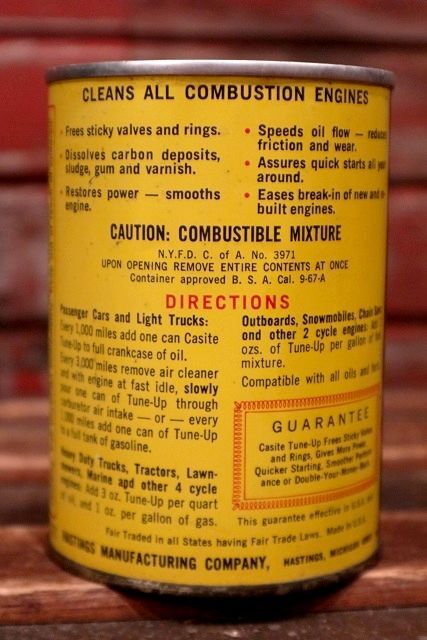 CLEANS ALL COMBUSTION ENGINES
• Frees sticky valves and rings.
• Dissolves carbon deposits,
sludge, gum and varnish.
• Restores power — smooths
engine.
• Speeds oil flow — reduces
friction and wear.
• Assures quick starts all
around.
• Eases break-in of new and
built engines.
CAUTION: COMBUSTIBLE MIXTURE
N.Y.F.D. C. of A. No. 3971
UPON OPENING REMOVE ENTIRE CONTENTS AT ONCE
Container approved B. S. A. Cal. 9-67-A
DIRECTIONS
Passenger Cars and Light Trucks:
Every 1,000 miles add one can Casite
Tune-Up to full crankcase of oil.
Every 3,000 miles remove air cleaner
and with engine at fast idle, slowly
pour one can of Tune-Up through
carburetor air intake — or — every
1,000 miles add one can of Tune-Up
to a full tank of gasoline.
Heavy Duty Trucks, Tractors, Lawn-
mowers, Marine and other 4 cycle
engines: Add 3 oz. Tune-Up per quart
of oil, and 1 oz. per gallon of gas.
Outboards, Snowmobiles, Chain
and other 2 cycle engines:
ozs. of Tune-Up per gallon of
mixture.
Compatible with all oils and
GUARANTEE
Casite Tune-Up Frees Sticky Valves
and Rings, Gives More Power,
Quicker Starting, Smoother Perform-
ance or Double-Your-Money-Back
This guarantee effective in U.S.A.
Fair Traded in all States having Fair Trade Laws. Made in U.S.A.
HASTINGS MANUFACTURING COMPANY, HASTINGS, MICHIGAN